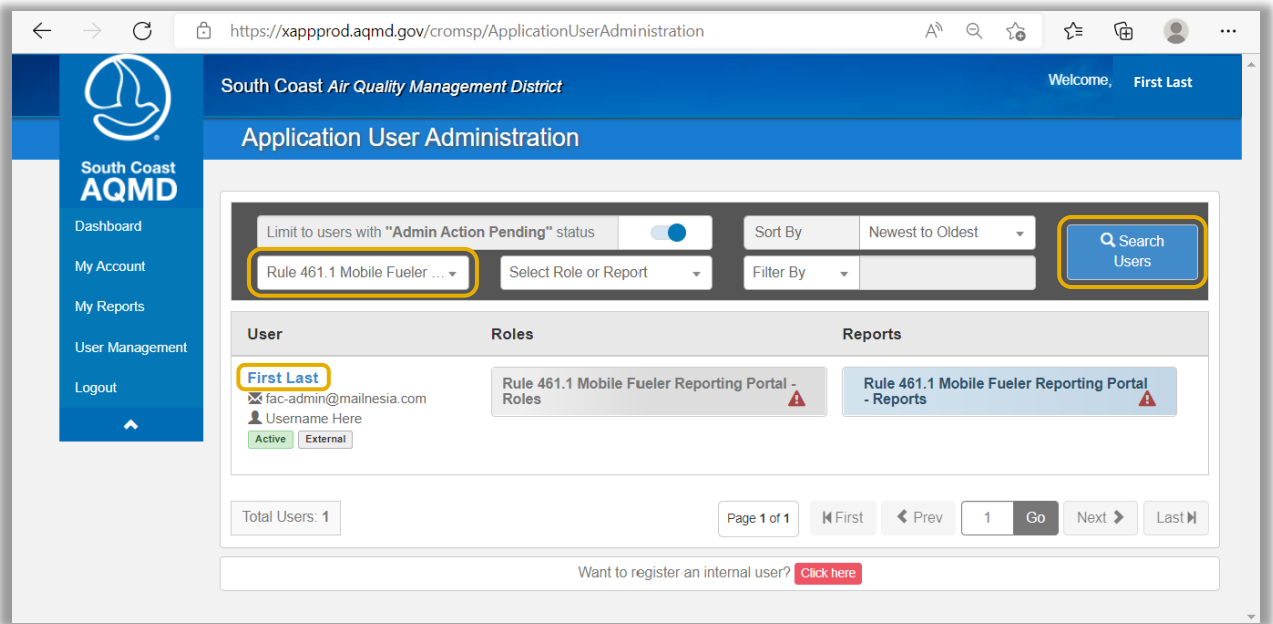 https://xappprod.aqmd.gov/cromsp/ApplicationUserAdministration
South Coast Air Quality Management District
Welcome, First Last
Application User Administration
South Coast
AQMD
Dashboard
My Account
My Reports
User Management
Logout
Limit to users with "Admin Action Pending" status
Sort By
Newest to Oldest
Search
Users
Rule 461.1 Mobile Fueler ...
Select Role or Report
Filter By
User
Roles
Reports
First Last
fac-admin@mailnesia.com
Username Here
Active
External
Rule 461.1 Mobile Fueler Reporting Portal -
Roles
Rule 461.1 Mobile Fueler Reporting Portal
- Reports
Total Users: 1
Page 1 of 1
First
Prev
1
Go
Next
Last
Want to register an internal user? Click here